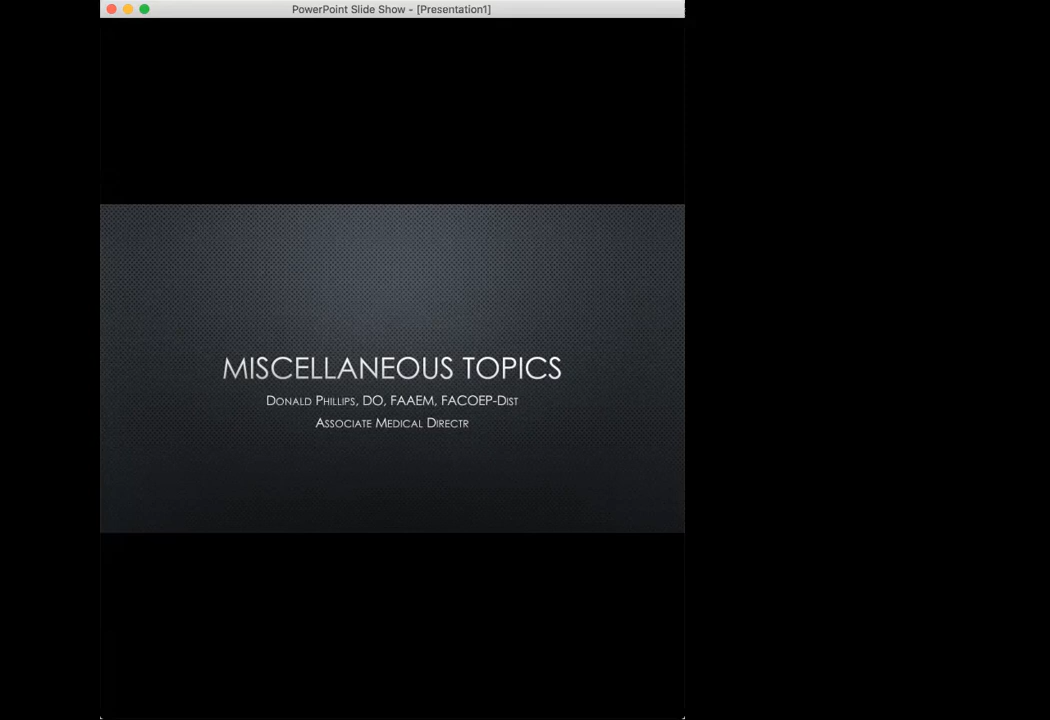 PowerPoint Slide Show - [Presentation1]
MISCELLANEOUS TOPICS
DONALD PHILLIPS, DO, FAAEM, FACOEP-DIST
ASSOCIATE MEDICAL DIRECTR